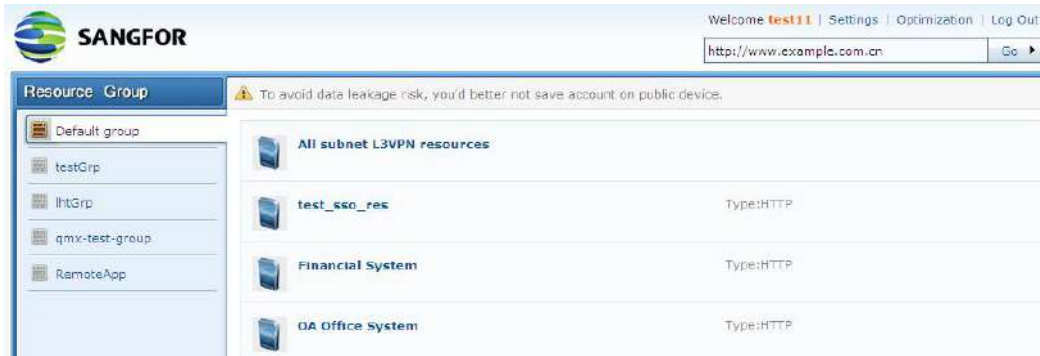 SANGFOR
Welcome test11 | Settings | Optimization | Log Out
http://www.example.com.cn Go
Resource Group
To avoid data leakage risk, you'd better not save account on public device.
Default group
testGrp
lhtGrp
qmx-test-group
RemoteApp
All subnet L3VPN resources
test_sso_res Type:HTTP
Financial System Type:HTTP
OA Office System Type:HTTP